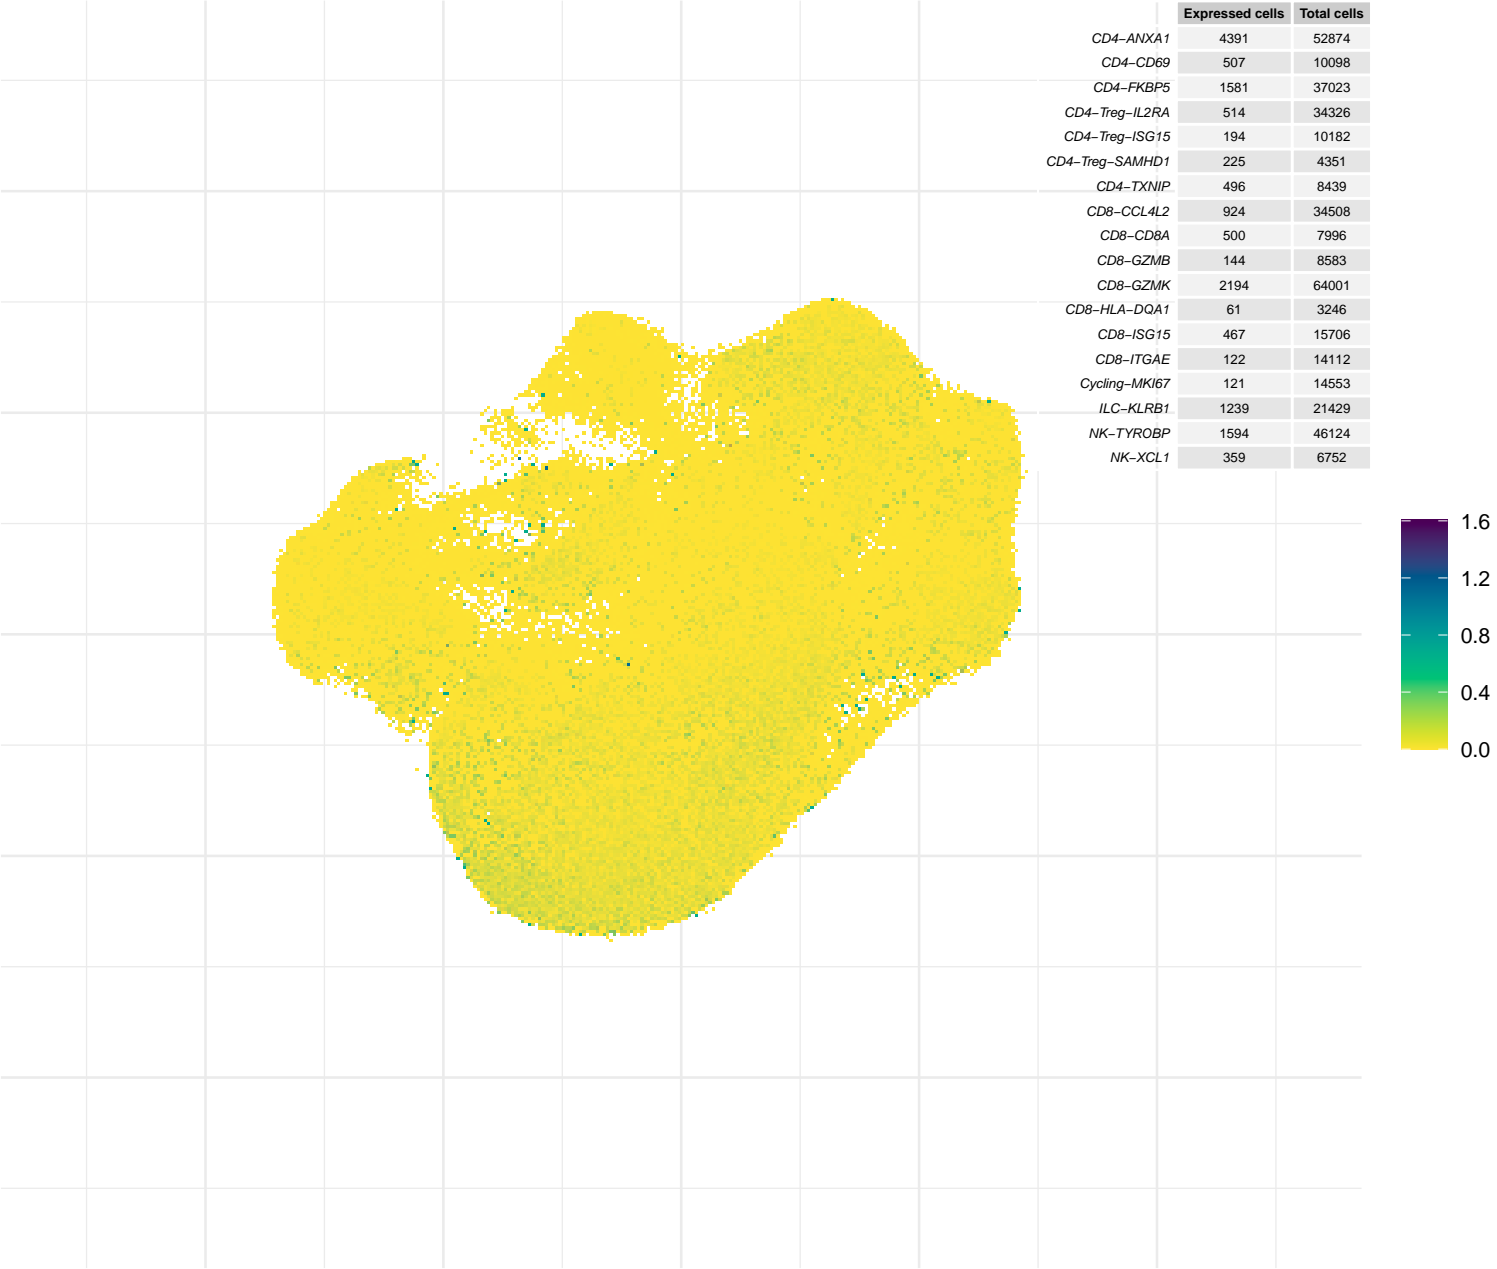 Expressed cells Total cells
CD4−ANXA1 4391 52874
CD4−CD69 507 10098
CD4−FKBP5 1581 37023
CD4−Treg−IL2RA 514 34326
CD4−Treg−ISG15 194 10182
CD4−Treg−SAMHD1 225 4351
CD4−TXNIP 496 8439
CD8−CCL4L2 924 34508
CD8−CD8A 500 7996
CD8−GZMB 144 8583
CD8−GZMK 2194 64001
CD8−HLA−DQA1 61 3246
CD8−ISG15 467 15706
CD8−ITGAE 122 14112
Cycling−MKI67 121 14553
ILC−KLRB1 1239 21429
NK−TYROBP 1594 46124
NK−XCL1 359 6752
1.6
1.2
0.8
0.4
0.0